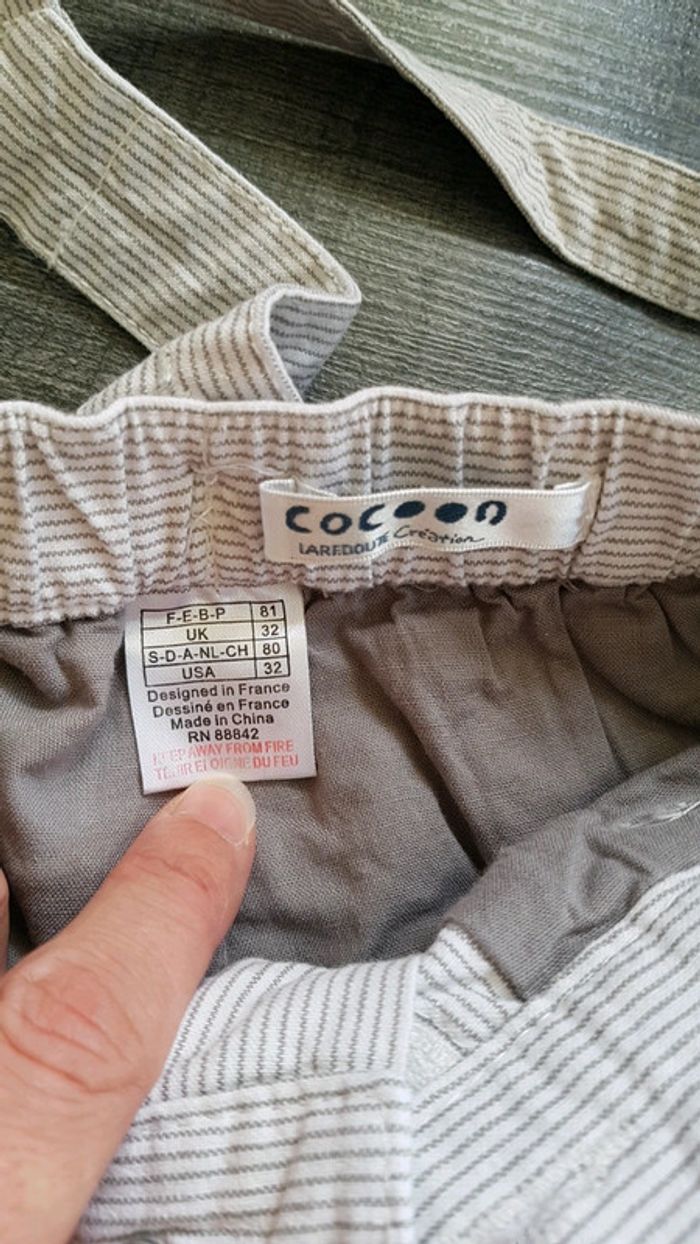 cocoon
LAREDOUTE Création
F-E-B-P 81
UK 32
S-D-A-NL-CH 80
USA 32
Designed in France
Dessiné en France
Made in China
RN 88842
KEEP AWAY FROM FIRE
TENIR ELOIGNE DU FEU